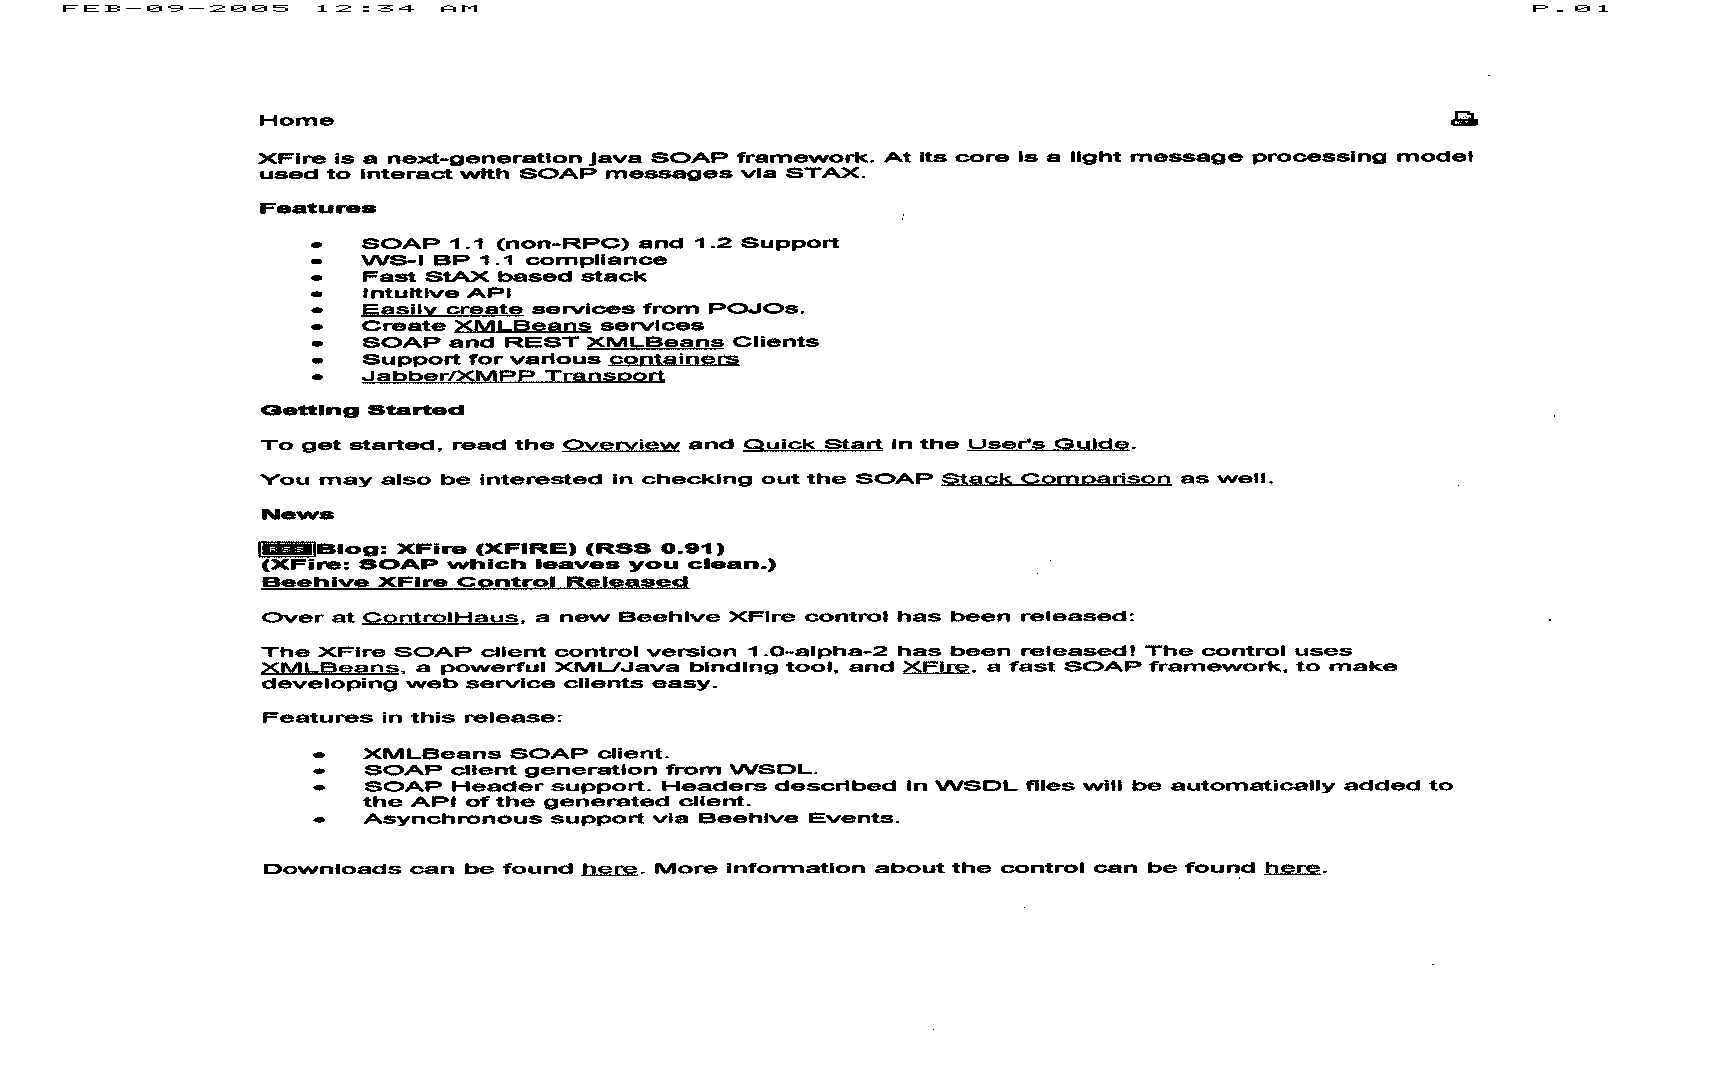 FEB-09-2005 12:34 AM P.01
Home
XFire is a next-generation java SOAP framework. At its core is a light message processing model
used to interact with SOAP messages via STAX.
Features
• SOAP 1.1 (non-RPC) and 1.2 Support
• WS-I BP 1.1 compliance
• Fast StAX based stack
• Intuitive API
• Easily create services from POJOs.
• Create XMLBeans services
• SOAP and REST XMLBeans Clients
• Support for various containers
• Jabber/XMPP Transport
Getting Started
To get started, read the Overview and Quick Start in the User's Guide.
You may also be interested in checking out the SOAP Stack Comparison as well.
News
Blog: XFire (XFIRE) (RSS 0.91)
(XFire: SOAP which leaves you clean.)
Beehive XFire Control Released
Over at ControlHaus, a new Beehive XFire control has been released:
The XFire SOAP client control version 1.0-alpha-2 has been released! The control uses
XMLBeans, a powerful XML/Java binding tool, and XFire, a fast SOAP framework, to make
developing web service clients easy.
Features in this release:
• XMLBeans SOAP client.
• SOAP client generation from WSDL.
• SOAP Header support. Headers described in WSDL files will be automatically added to
the API of the generated client.
• Asynchronous support via Beehive Events.
Downloads can be found here. More information about the control can be found here.